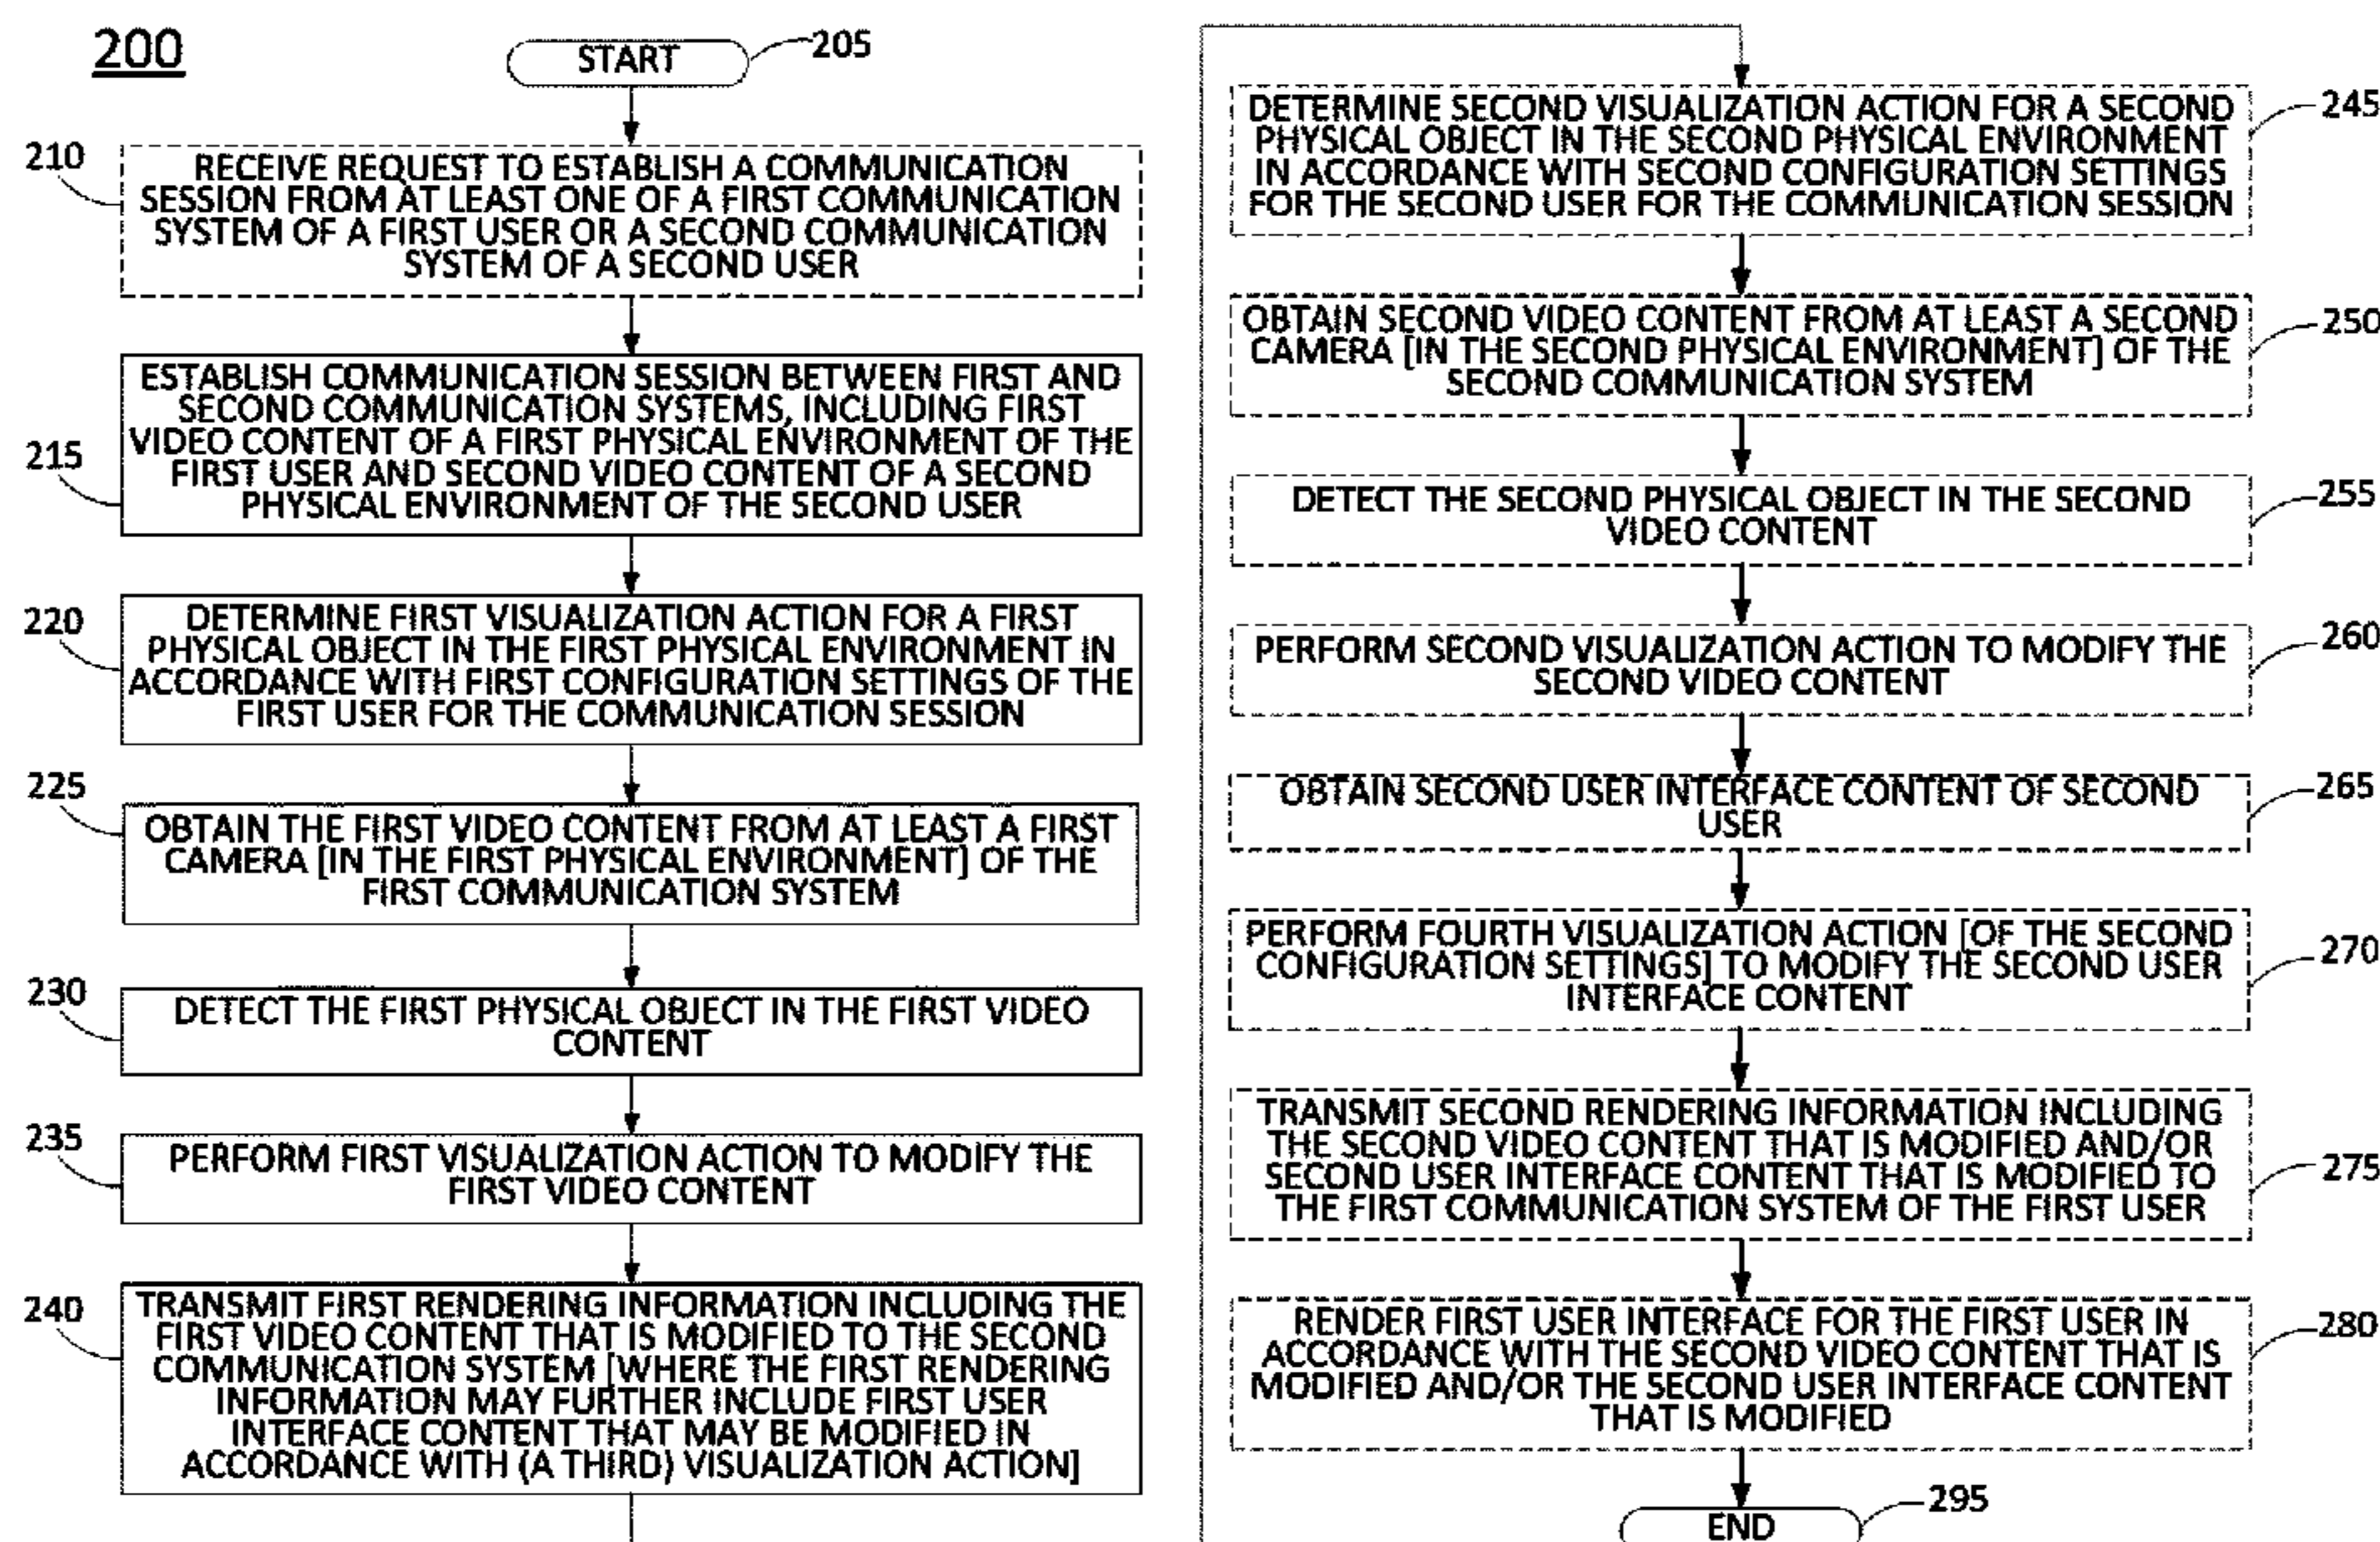 200
START
205
210
RECEIVE REQUEST TO ESTABLISH A COMMUNICATION
SESSION FROM AT LEAST ONE OF A FIRST COMMUNICATION
SYSTEM OF A FIRST USER OR A SECOND COMMUNICATION
SYSTEM OF A SECOND USER
215
ESTABLISH COMMUNICATION SESSION BETWEEN FIRST AND
SECOND COMMUNICATION SYSTEMS, INCLUDING FIRST
VIDEO CONTENT OF A FIRST PHYSICAL ENVIRONMENT OF THE
FIRST USER AND SECOND VIDEO CONTENT OF A SECOND
PHYSICAL ENVIRONMENT OF THE SECOND USER
220
DETERMINE FIRST VISUALIZATION ACTION FOR A FIRST
PHYSICAL OBJECT IN THE FIRST PHYSICAL ENVIRONMENT IN
ACCORDANCE WITH FIRST CONFIGURATION SETTINGS OF THE
FIRST USER FOR THE COMMUNICATION SESSION
225
OBTAIN THE FIRST VIDEO CONTENT FROM AT LEAST A FIRST
CAMERA [IN THE FIRST PHYSICAL ENVIRONMENT] OF THE
FIRST COMMUNICATION SYSTEM
230
DETECT THE FIRST PHYSICAL OBJECT IN THE FIRST VIDEO
CONTENT
235
PERFORM FIRST VISUALIZATION ACTION TO MODIFY THE
FIRST VIDEO CONTENT
240
TRANSMIT FIRST RENDERING INFORMATION INCLUDING THE
FIRST VIDEO CONTENT THAT IS MODIFIED TO THE SECOND
COMMUNICATION SYSTEM [WHERE THE FIRST RENDERING
INFORMATION MAY FURTHER INCLUDE FIRST USER
INTERFACE CONTENT THAT MAY BE MODIFIED IN
ACCORDANCE WITH (A THIRD) VISUALIZATION ACTION]
DETERMINE SECOND VISUALIZATION ACTION FOR A SECOND
PHYSICAL OBJECT IN THE SECOND PHYSICAL ENVIRONMENT
IN ACCORDANCE WITH SECOND CONFIGURATION SETTINGS
FOR THE SECOND USER FOR THE COMMUNICATION SESSION
245
OBTAIN SECOND VIDEO CONTENT FROM AT LEAST A SECOND
CAMERA [IN THE SECOND PHYSICAL ENVIRONMENT] OF THE
SECOND COMMUNICATION SYSTEM
250
DETECT THE SECOND PHYSICAL OBJECT IN THE SECOND
VIDEO CONTENT
255
PERFORM SECOND VISUALIZATION ACTION TO MODIFY THE
SECOND VIDEO CONTENT
260
OBTAIN SECOND USER INTERFACE CONTENT OF SECOND
USER
265
PERFORM FOURTH VISUALIZATION ACTION [OF THE SECOND
CONFIGURATION SETTINGS] TO MODIFY THE SECOND USER
INTERFACE CONTENT
270
TRANSMIT SECOND RENDERING INFORMATION INCLUDING
THE SECOND VIDEO CONTENT THAT IS MODIFIED AND/OR
SECOND USER INTERFACE CONTENT THAT IS MODIFIED TO
THE FIRST COMMUNICATION SYSTEM OF THE FIRST USER
275
RENDER FIRST USER INTERFACE FOR THE FIRST USER IN
ACCORDANCE WITH THE SECOND VIDEO CONTENT THAT IS
MODIFIED AND/OR THE SECOND USER INTERFACE CONTENT
THAT IS MODIFIED
280
END
295